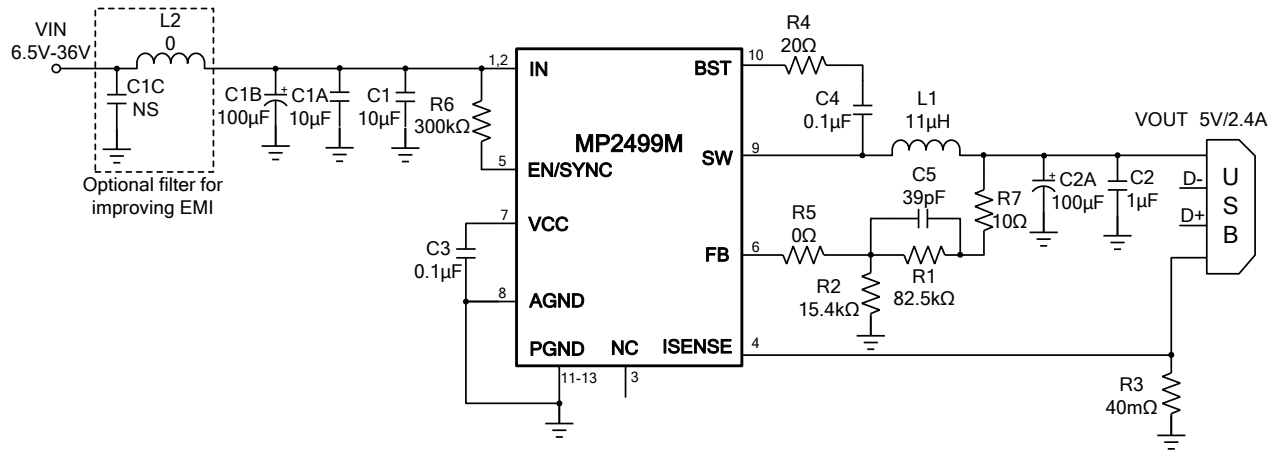 VIN
6.5V-36V
L2
0
C1C
NS
Optional filter for
improving EMI
C1B
100µF
+
C1A
10µF
C1
10µF
R6
300kΩ
1,2
IN
5
EN/SYNC
7
VCC
C3
0.1µF
8
AGND
PGND
11-13
NC
3
MP2499M
BST
10
R4
20Ω
C4
0.1µF
SW
9
L1
11µH
C5
39pF
R7
10Ω
FB
6
R5
0Ω
R1
82.5kΩ
R2
15.4kΩ
ISENSE
4
+
C2A
100µF
C2
1µF
VOUT 5V/2.4A
D-
D+
U
S
B
R3
40mΩ